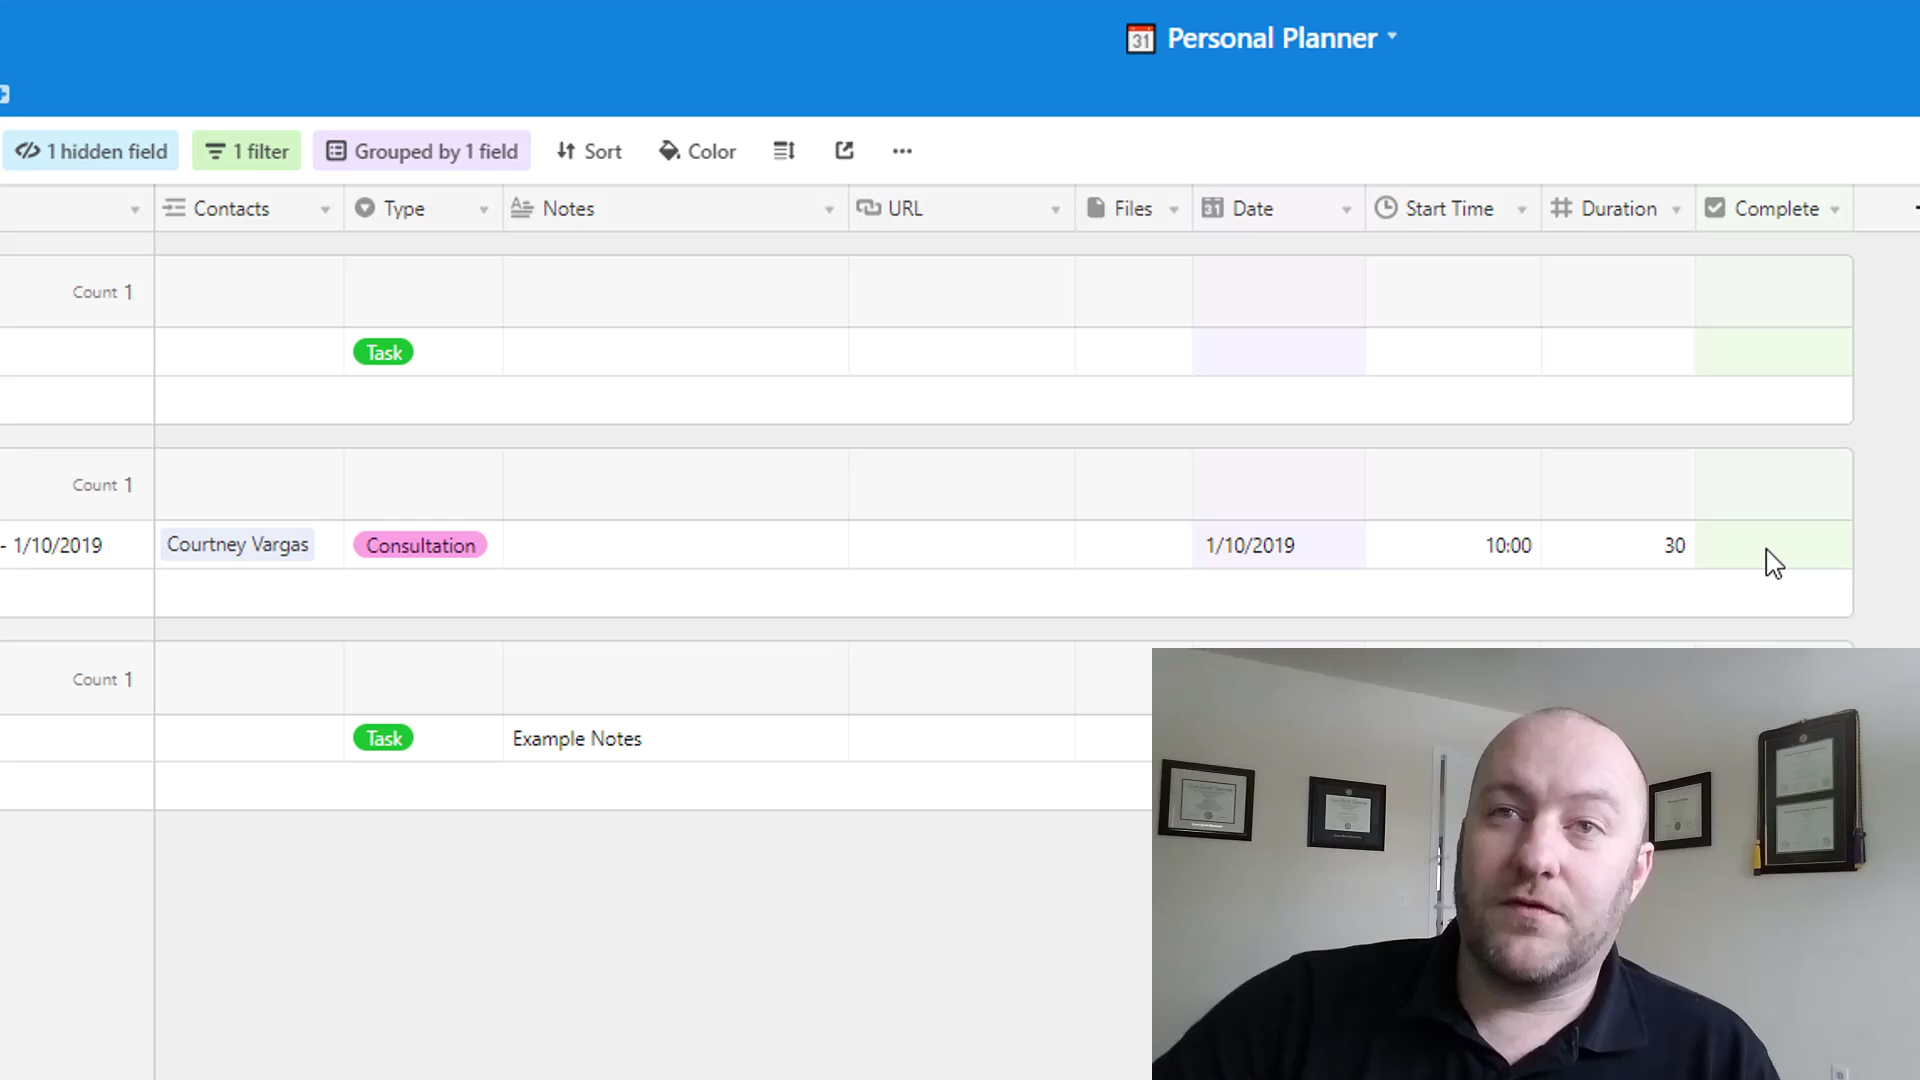 31 Personal Planner
1 hidden field 1 filter Grouped by 1 field Sort Color
Contacts Type Notes URL Files 31 Date Start Time Duration Complete
Count 1
Task
Count 1
- 1/10/2019 Courtney Vargas Consultation 1/10/2019 10:00 30
Count 1
Task Example Notes